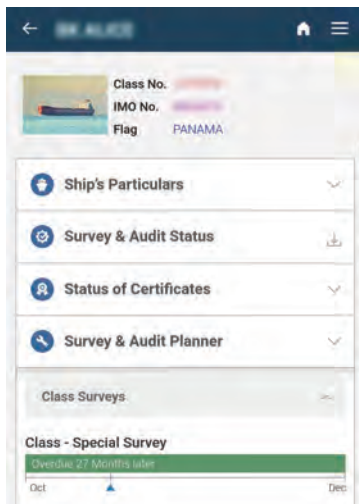 Class No.
IMO No.
Flag PANAMA
Ship's Particulars
Survey & Audit Status
Status of Certificates
Survey & Audit Planner
Class Surveys
Class - Special Survey
Overdue 27 Months later
Oct Dec